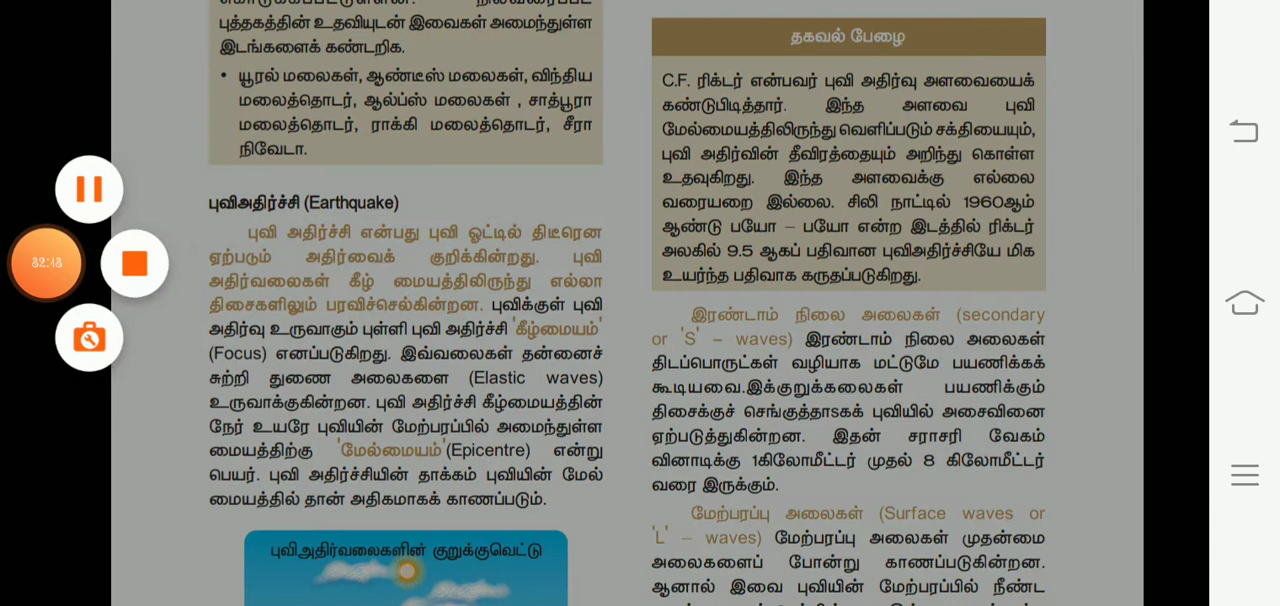 புத்தகத்தின் உதவியுடன் இவைகள் அமைந்துள்ள
இடங்களைக் கண்டறிக.
• யூரல் மலைகள், ஆண்டீஸ் மலைகள், விந்திய
மலைத்தொடர், ஆல்ப்ஸ் மலைகள் , சாத்பூரா
மலைத்தொடர், ராக்கி மலைத்தொடர், சீரா
நிவேடா.
புவிஅதிர்ச்சி (Earthquake)
புவி அதிர்ச்சி என்பது புவி ஓட்டில் திடீரென
ஏற்படும் அதிர்வைக் குறிக்கின்றது. புவி
அதிர்வலைகள் கீழ் மையத்திலிருந்து எல்லா
திசைகளிலும் பரவிச்செல்கின்றன. புவிக்குள் புவி
அதிர்வு உருவாகும் புள்ளி புவி அதிர்ச்சி 'கீழ்மையம்'
(Focus) எனப்படுகிறது. இவ்வலைகள் தன்னைச்
சுற்றி துணை அலைகளை (Elastic waves)
உருவாக்குகின்றன. புவி அதிர்ச்சி கீழ்மையத்தின்
நேர் உயரே புவியின் மேற்பரப்பில் அமைந்துள்ள
மையத்திற்கு 'மேல்மையம்'(Epicentre) என்று
பெயர். புவி அதிர்ச்சியின் தாக்கம் புவியின் மேல்
மையத்தில் தான் அதிகமாகக் காணப்படும்.
புவிஅதிர்வலைகளின் குறுக்குவெட்டு
தகவல் பேழை
C.F. ரிக்டர் என்பவர் புவி அதிர்வு அளவையைக்
கண்டுபிடித்தார். இந்த அளவை புவி
மேல்மையத்திலிருந்து வெளிப்படும் சக்தியையும்,
புவி அதிர்வின் தீவிரத்தையும் அறிந்து கொள்ள
உதவுகிறது. இந்த அளவைக்கு எல்லை
வரையறை இல்லை. சிலி நாட்டில் 1960ஆம்
ஆண்டு பயோ – பயோ என்ற இடத்தில் ரிக்டர்
அலகில் 9.5 ஆகப் பதிவான புவிஅதிர்ச்சியே மிக
உயர்ந்த பதிவாக கருதப்படுகிறது.
இரண்டாம் நிலை அலைகள் (secondary
or 'S' – waves) இரண்டாம் நிலை அலைகள்
திடப்பொருட்கள் வழியாக மட்டுமே பயணிக்கக்
கூடியவை.இக்குறுக்கலைகள் பயணிக்கும்
திசைக்குச் செங்குத்தாsகக் புவியில் அசைவினை
ஏற்படுத்துகின்றன. இதன் சராசரி வேகம்
வினாடிக்கு 1கிலோமீட்டர் முதல் 8 கிலோமீட்டர்
வரை இருக்கும்.
மேற்பரப்பு அலைகள் (Surface waves or
'L' – waves) மேற்பரப்பு அலைகள் முதன்மை
அலைகளைப் போன்று காணப்படுகின்றன.
ஆனால் இவை புவியின் மேற்பரப்பில் நீண்ட
32:43